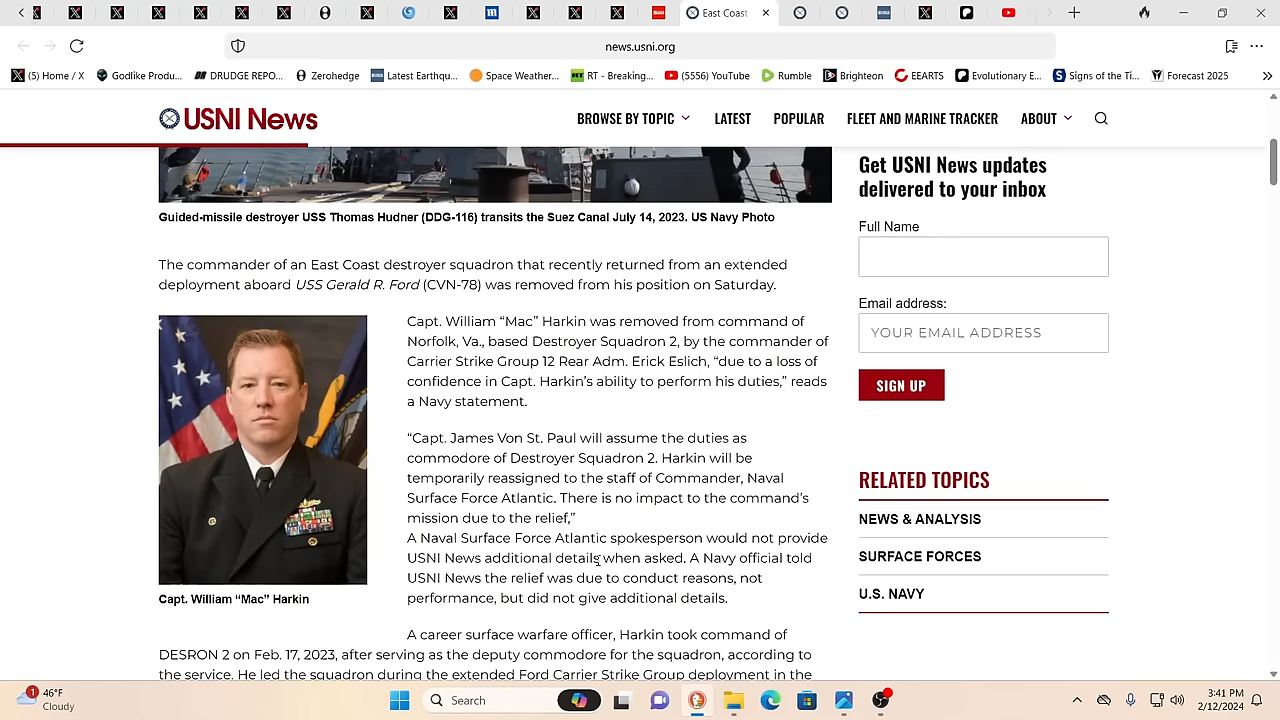 East Coast
news.usni.org
(5) Home / X
Godlike Produ...
DRUDGE REPO...
Zerohedge
Latest Earthqu...
Space Weather...
RT - Breaking...
(5556) YouTube
Rumble
Brighteon
EEARTS
Evolutionary E...
Signs of the Ti...
Forecast 2025
USNI News
BROWSE BY TOPIC
LATEST
POPULAR
FLEET AND MARINE TRACKER
ABOUT
Guided-missile destroyer USS Thomas Hudner (DDG-116) transits the Suez Canal July 14, 2023. US Navy Photo
The commander of an East Coast destroyer squadron that recently returned from an extended
deployment aboard USS Gerald R. Ford (CVN-78) was removed from his position on Saturday.
Capt. William “Mac” Harkin was removed from command of
Norfolk, Va., based Destroyer Squadron 2, by the commander of
Carrier Strike Group 12 Rear Adm. Erick Eslich, “due to a loss of
confidence in Capt. Harkin’s ability to perform his duties,” reads
a Navy statement.
“Capt. James Von St. Paul will assume the duties as
commodore of Destroyer Squadron 2. Harkin will be
temporarily reassigned to the staff of Commander, Naval
Surface Force Atlantic. There is no impact to the command’s
mission due to the relief,”
A Naval Surface Force Atlantic spokesperson would not provide
USNI News additional details when asked. A Navy official told
USNI News the relief was due to conduct reasons, not
performance, but did not give additional details.
Capt. William “Mac” Harkin
A career surface warfare officer, Harkin took command of
DESRON 2 on Feb. 17, 2023, after serving as the deputy commodore for the squadron, according to
the service. He led the squadron during the extended Ford Carrier Strike Group deployment in the
Get USNI News updates
delivered to your inbox
Full Name
Email address:
YOUR EMAIL ADDRESS
SIGN UP
RELATED TOPICS
NEWS & ANALYSIS
SURFACE FORCES
U.S. NAVY
1
46°F
Cloudy
Search
3:41 PM
2/12/2024